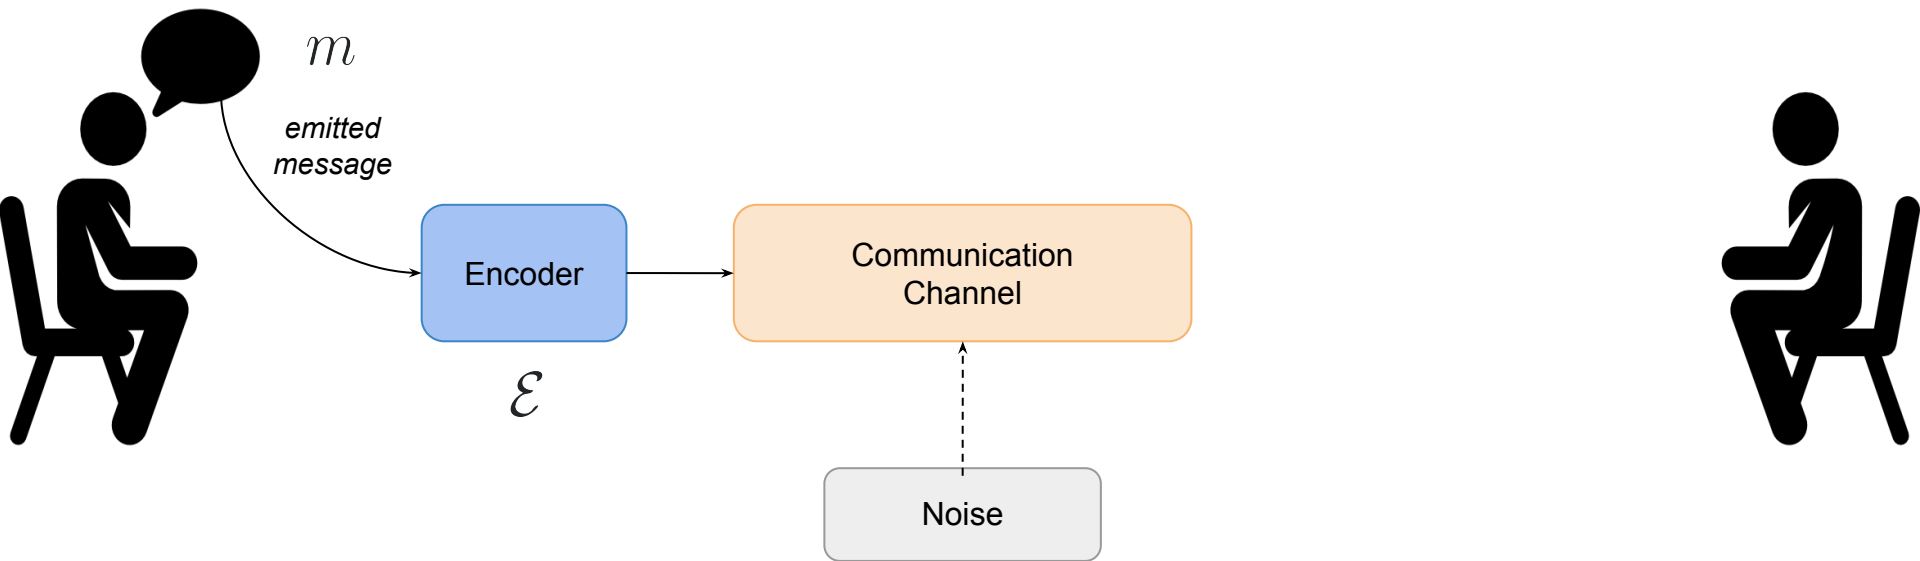 m
emitted
message
Encoder
Communication
Channel
ℰ
Noise